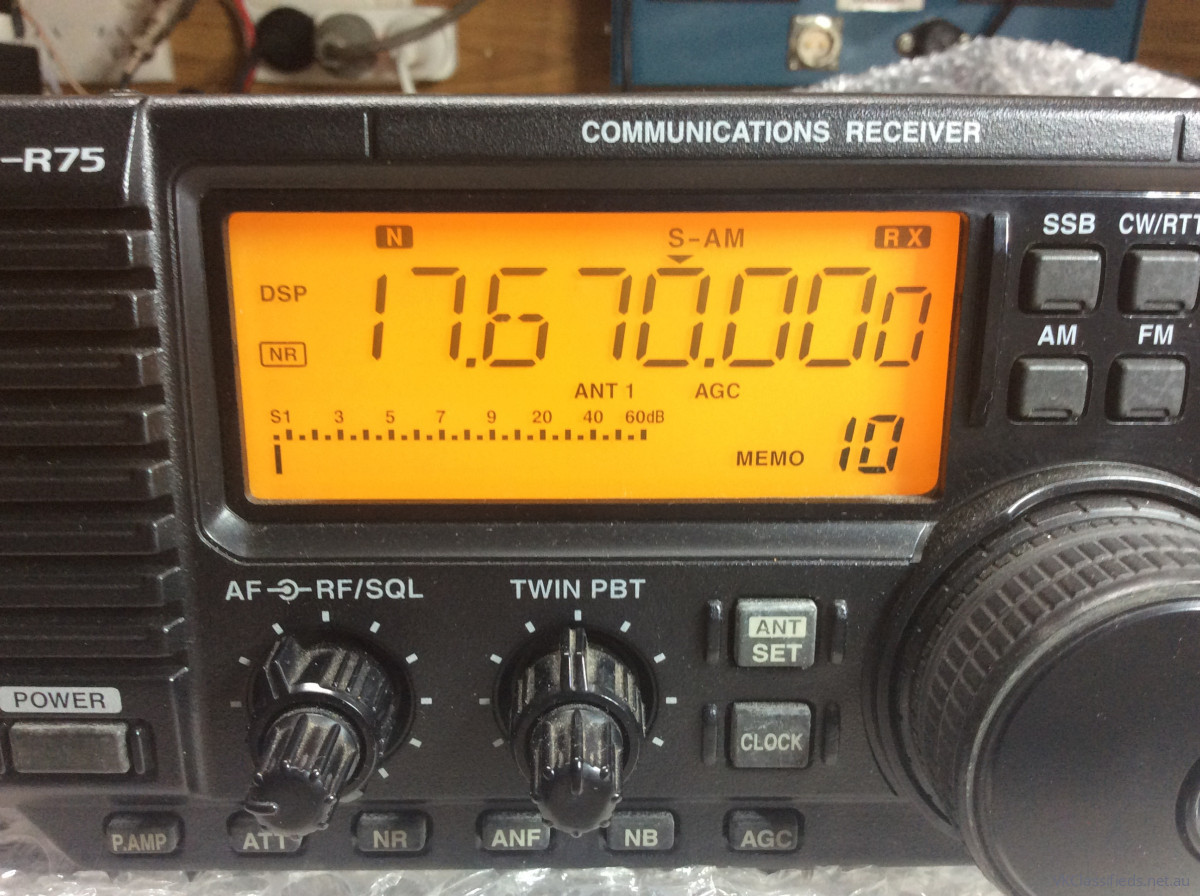 COMMUNICATIONS RECEIVER
-R75
N S-AM RX
DSP 17.670.000
NR
ANT 1 AGC
S1 3 5 7 9 20 40 60dB
MEMO 10
SSB CW/RTT
AM FM
AF RF/SQL
TWIN PBT
ANT
SET
POWER
CLOCK
P.AMP ATT NR ANF NB AGC